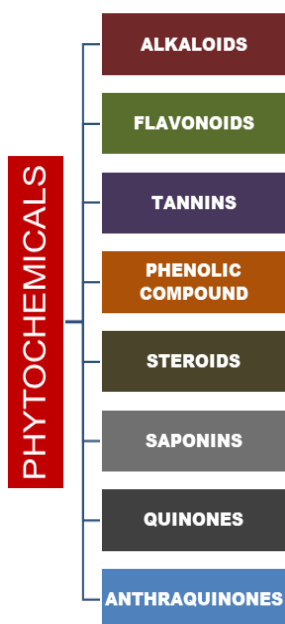 PHYTOCHEMICALS
ALKALOIDS
FLAVONOIDS
TANNINS
PHENOLIC
COMPOUND
STEROIDS
SAPONINS
QUINONES
ANTHRAQUINONES